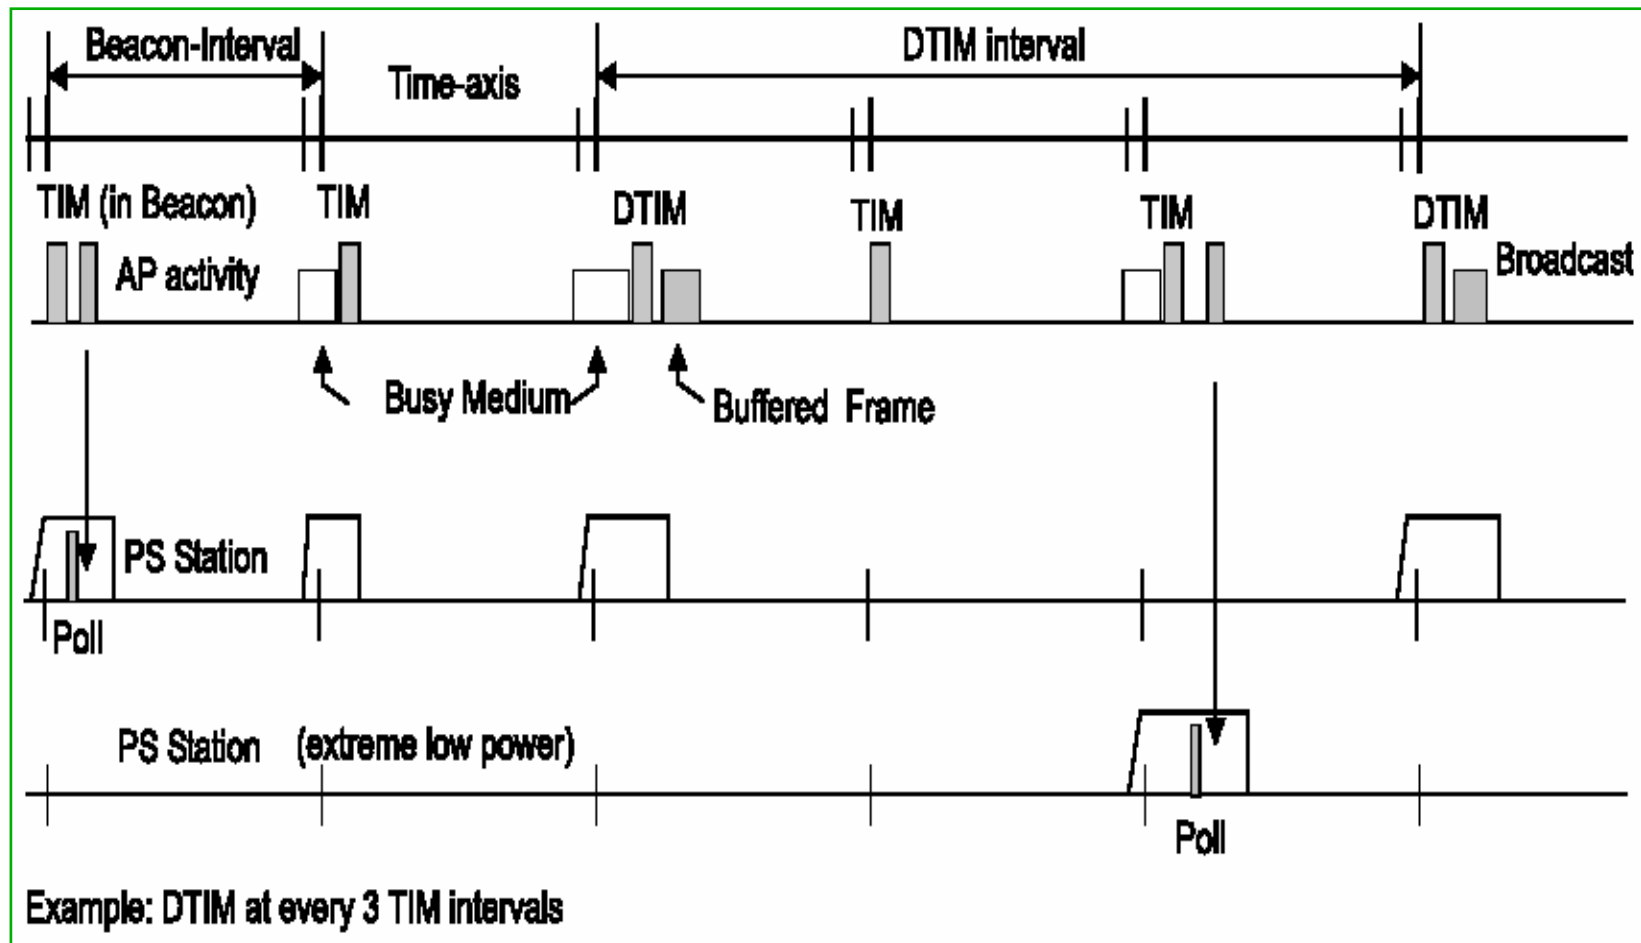 Beacon-Interval
DTIM interval
Time-axis
TIM (in Beacon)
TIM
DTIM
TIM
TIM
DTIM
AP activity
Broadcast
Busy Medium
Buffered Frame
PS Station
Poll
PS Station (extreme low power)
Poll
Example: DTIM at every 3 TIM intervals